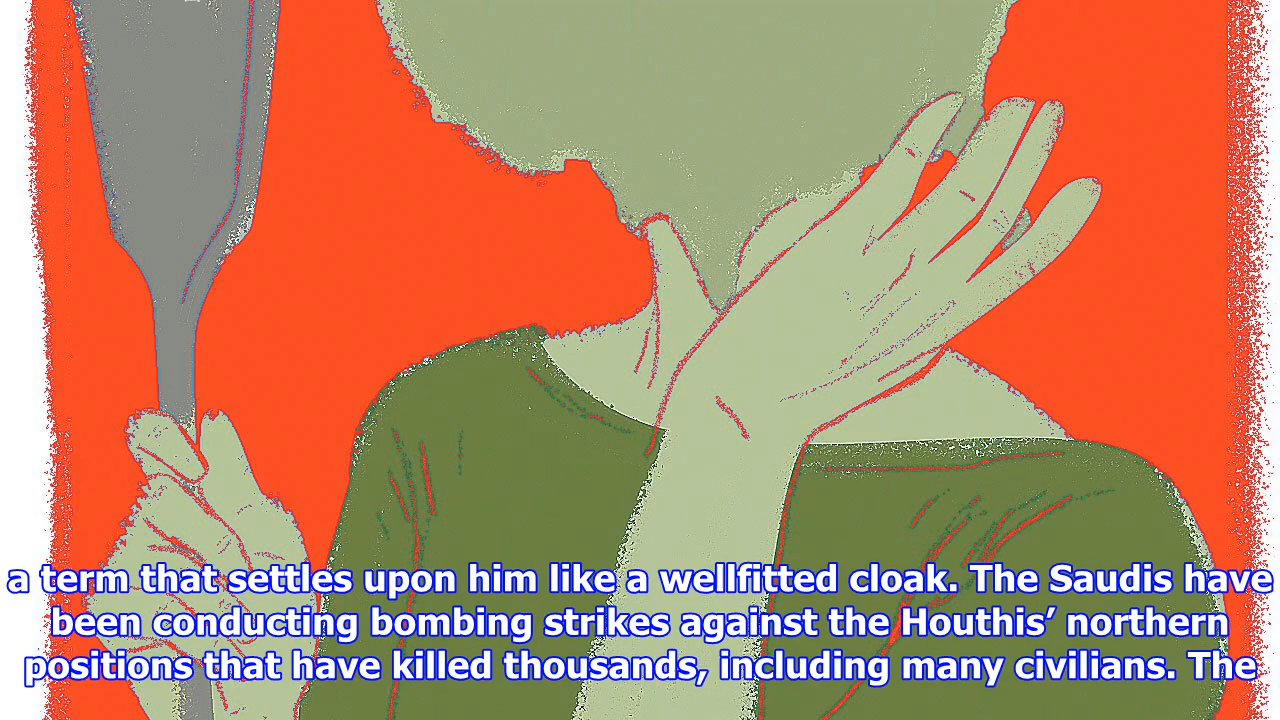 a term that settles upon him like a wellfitted cloak. The Saudis have
been conducting bombing strikes against the Houthis’ northern
positions that have killed thousands, including many civilians. The